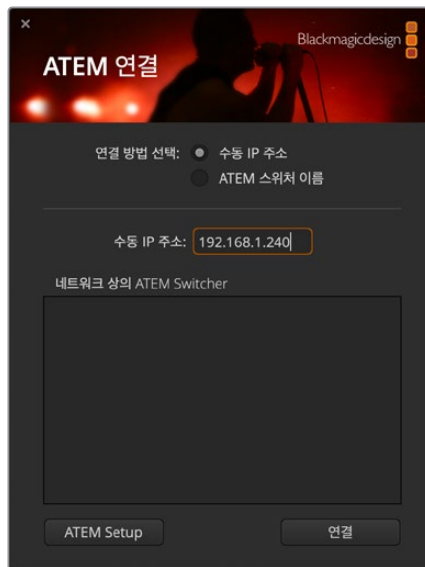 Blackmagicdesign
ATEM 연결
연결 방법 선택: 수동 IP 주소
ATEM 스위처 이름
수동 IP 주소: 192.168.1.240
네트워크 상의 ATEM Switcher
ATEM Setup 연결